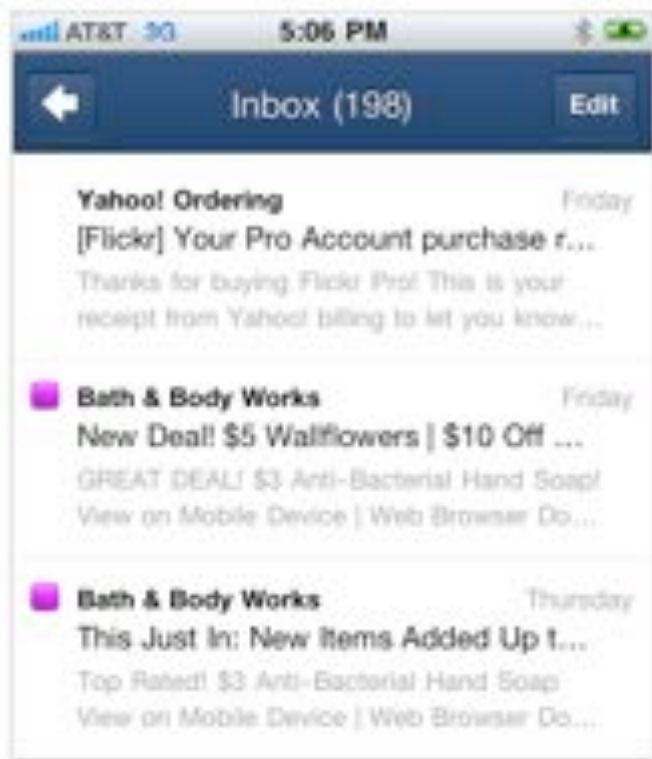 AT&T 3G 5:06 PM
Inbox (198) Edit
Yahoo! Ordering Friday
[Flickr] Your Pro Account purchase r...
Thanks for buying Flickr Pro! This is your
receipt from Yahoo! billing to let you know...
Bath & Body Works Friday
New Deal! $5 Wallflowers | $10 Off ...
GREAT DEAL! $3 Anti-Bacterial Hand Soap!
View on Mobile Device | Web Browser Do...
Bath & Body Works Thursday
This Just In: New Items Added Up t...
Top Rated! $3 Anti-Bacterial Hand Soap
View on Mobile Device | Web Browser Do...